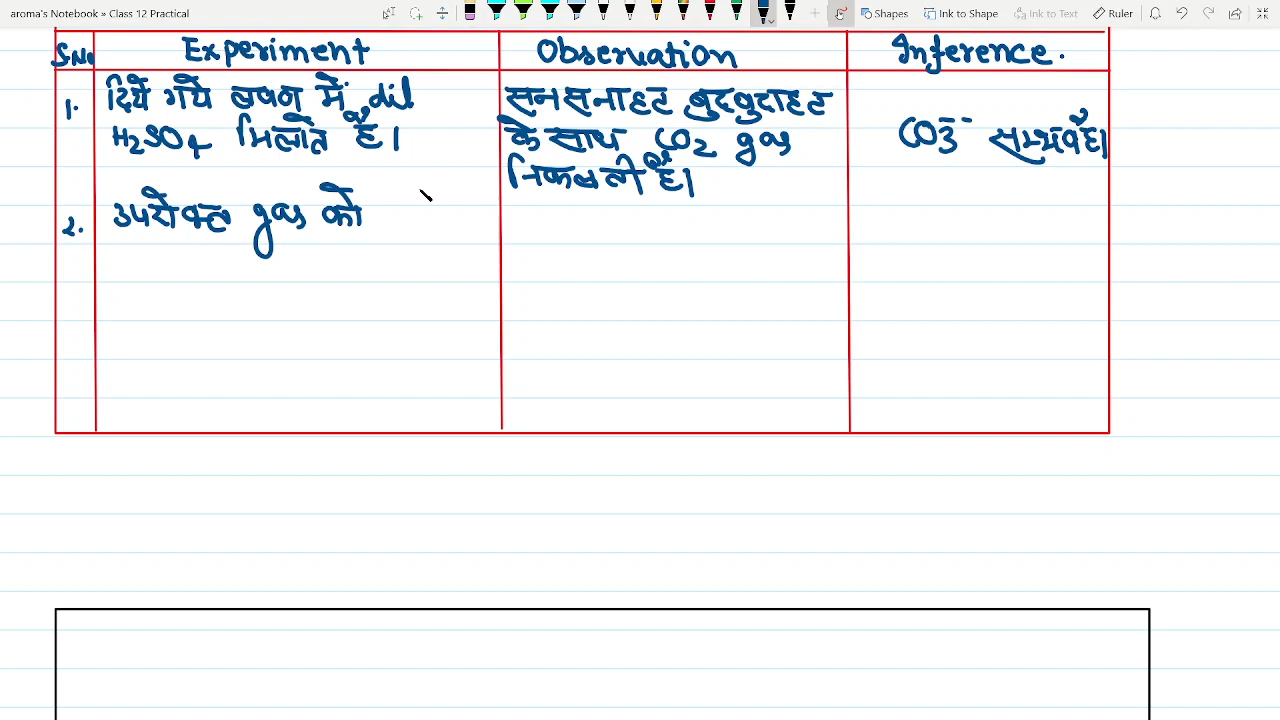 aroma's Notebook » Class 12 Practical
Shapes Ink to Shape Ink to Text Ruler
S.No Experiment Observation Inference.
1. दिये गये लवण में dil
H₂SO₄ मिलाते है।
सनसनाहट बुदबुदाहट
के साथ CO₂ gas
निकलती है।
CO₃⁻⁻ सम्भव है।
2. उपरोक्त gas को